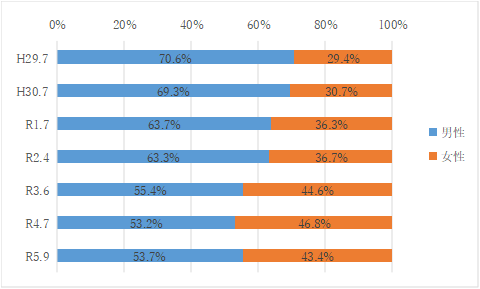 0% 20% 40% 60% 80% 100%
H29.7 70.6% 29.4%
H30.7 69.3% 30.7%
R1.7 63.7% 36.3%
R2.4 63.3% 36.7%
R3.6 55.4% 44.6%
R4.7 53.2% 46.8%
R5.9 53.7% 43.4%
男性
女性